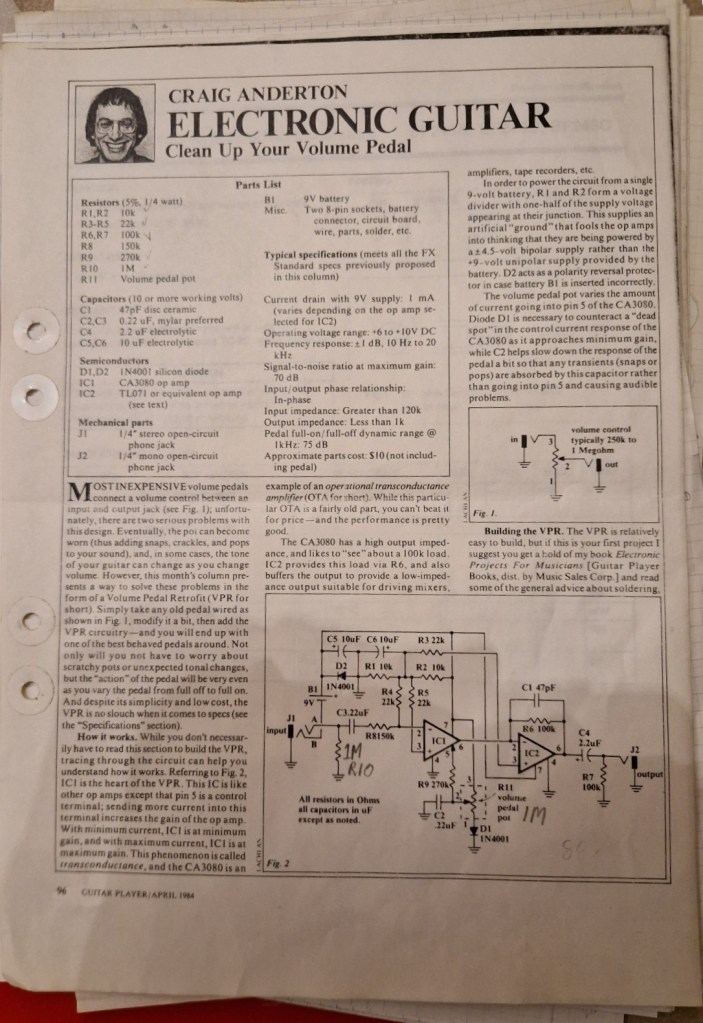 CRAIG ANDERTON
ELECTRONIC GUITAR
Clean Up Your Volume Pedal
Parts List
Resistors (5%, 1/4 watt)
R1,R2 10k
R3-R5 22k
R6,R7 100k
R8 150k
R9 270k
R10 1M
R11 Volume pedal pot
Capacitors (10 or more working volts)
C1 47pF disc ceramic
C2,C3 0.22 uF, mylar preferred
C4 2.2 uF electrolytic
C5,C6 10 uF electrolytic
Semiconductors
D1,D2 1N4001 silicon diode
IC1 CA3080 op amp
IC2 TL071 or equivalent op amp
(see text)
Mechanical parts
J1 1/4" stereo open-circuit
phone jack
J2 1/4" mono open-circuit
phone jack
B1 9V battery
Misc. Two 8-pin sockets, battery
connector, circuit board,
wire, parts, solder, etc.
Typical specifications (meets all the FX
Standard specs previously proposed
in this column)
Current drain with 9V supply: 1 mA
(varies depending on the op amp se-
lected for IC2)
Operating voltage range: +6 to +10V DC
Frequency response: ±1 dB, 10 Hz to 20
kHz
Signal-to-noise ratio at maximum gain:
70 dB
Input/output phase relationship:
In-phase
Input impedance: Greater than 120k
Output impedance: Less than 1k
Pedal full-on/full-off dynamic range @
1kHz: 75 dB
Approximate parts cost: $10 (not includ-
ing pedal)
MOST INEXPENSIVE volume pedals
connect a volume control between an
input and output jack (see Fig. 1); unfortu-
nately, there are two serious problems with
this design. Eventually, the pot can become
worn (thus adding snaps, crackles, and pops
to your sound), and, in some cases, the tone
of your guitar can change as you change
volume. However, this month's column pre-
sents a way to solve these problems in the
form of a Volume Pedal Retrofit (VPR for
short). Simply take any old pedal wired as
shown in Fig. 1, modify it a bit, then add the
VPR circuitry—and you will end up with
one of the best behaved pedals around. Not
only will you not have to worry about
scratchy pots or unexpected tonal changes,
but the "action" of the pedal will be very even
as you vary the pedal from full off to full on.
And despite its simplicity and low cost, the
VPR is no slouch when it comes to specs (see
the "Specifications" section).
How it works. While you don't necessar-
ily have to read this section to build the VPR,
tracing through the circuit can help you
understand how it works. Referring to Fig. 2,
IC1 is the heart of the VPR. This IC is like
other op amps except that pin 5 is a control
terminal; sending more current into this
terminal increases the gain of the op amp.
With minimum current, IC1 is at minimum
gain, and with maximum current, IC1 is at
maximum gain. This phenomenon is called
transconductance, and the CA3080 is an
example of an operational transconductance
amplifier (OTA for short). While this particu-
lar OTA is a fairly old part, you can't beat it
for price—and the performance is pretty
good.
The CA3080 has a high output imped-
ance, and likes to "see" about a 100k load.
IC2 provides this load via R6, and also
buffers the output to provide a low-imped-
ance output suitable for driving mixers,
amplifiers, tape recorders, etc.
In order to power the circuit from a single
9-volt battery, R1 and R2 form a voltage
divider with one-half of the supply voltage
appearing at their junction. This supplies an
artificial "ground" that fools the op amps
into thinking that they are being powered by
a ±4.5-volt bipolar supply rather than the
+9-volt unipolar supply provided by the
battery. D2 acts as a polarity reversal protec-
tor in case battery B1 is inserted incorrectly.
The volume pedal varies the amount
of current going into pin 5 of the CA3080.
Diode D1 is necessary to counteract a "dead
spot" in the control current response of the
CA3080 as it approaches minimum gain,
while C2 helps slow down the response of the
pedal a bit so that any transients (snaps or
pops) are absorbed by this capacitor rather
than going into pin 5 and causing audible
problems.
in
3
2
1
volume control
typically 250k to
1 Megohm
out
Fig. 1.
Building the VPR. The VPR is relatively
easy to build, but if this is your first project I
suggest you get a hold of my book Electronic
Projects For Musicians [Guitar Player
Books, dist. by Music Sales Corp.] and read
some of the general advice about soldering,
C5 10uF C6 10uF R3 22k
D2 R1 10k R2 10k
B1 1N4001
9V
R4
22k
R5
22k
C1 47pF
R6 100k
J1
input
A
B
C3.22uF
R8150k
1M
R10
2
3
7
6
4
5
IC1
2
3
6
7
4
IC2
C4
2.2uF
J2
output
R7
100k
R9 270k
3
2
1
R11
volume
pedal
pot
1M
C2
.22uF
D1
1N4001
All resistors in Ohms
all capacitors in uF
except as noted.
Fig. 2
96 GUITAR PLAYER/APRIL 1984